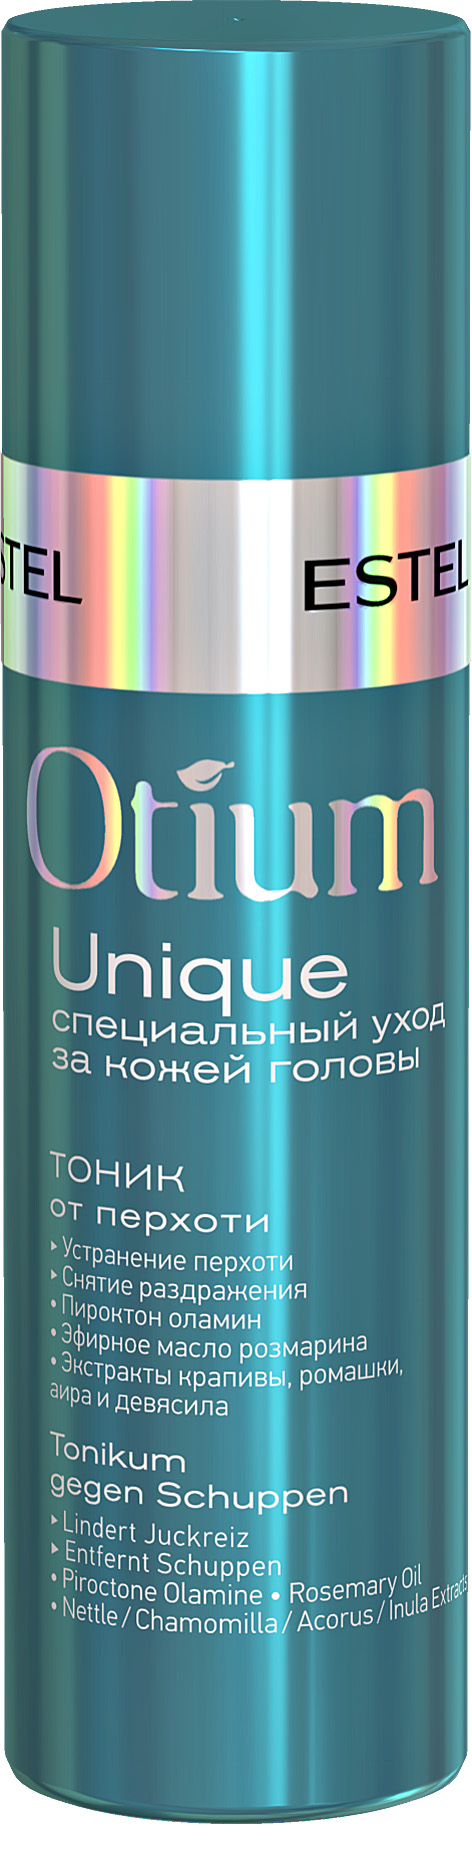 STEL ESTEL
Otium
Unique
специальный уход
за кожей головы
ТОНИК
от перхоти
▸ Устранение перхоти
▸ Снятие раздражения
• Пироктон оламин
• Эфирное масло розмарина
• Экстракты крапивы, ромашки,
аира и девясила
Tonikum
gegen Schuppen
▸ Lindert Juckreiz
▸ Entfernt Schuppen
• Piroctone Olamine • Rosemary Oil
• Nettle / Chamomilla / Acorus / Inula Extracts